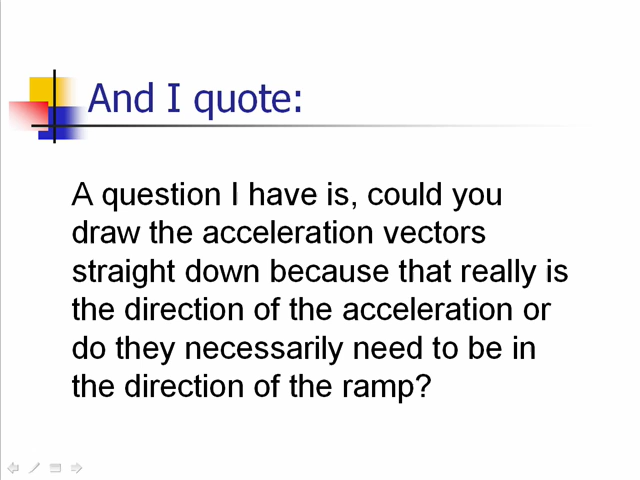 And I quote:
A question I have is, could you
draw the acceleration vectors
straight down because that really is
the direction of the acceleration or
do they necessarily need to be in
the direction of the ramp?